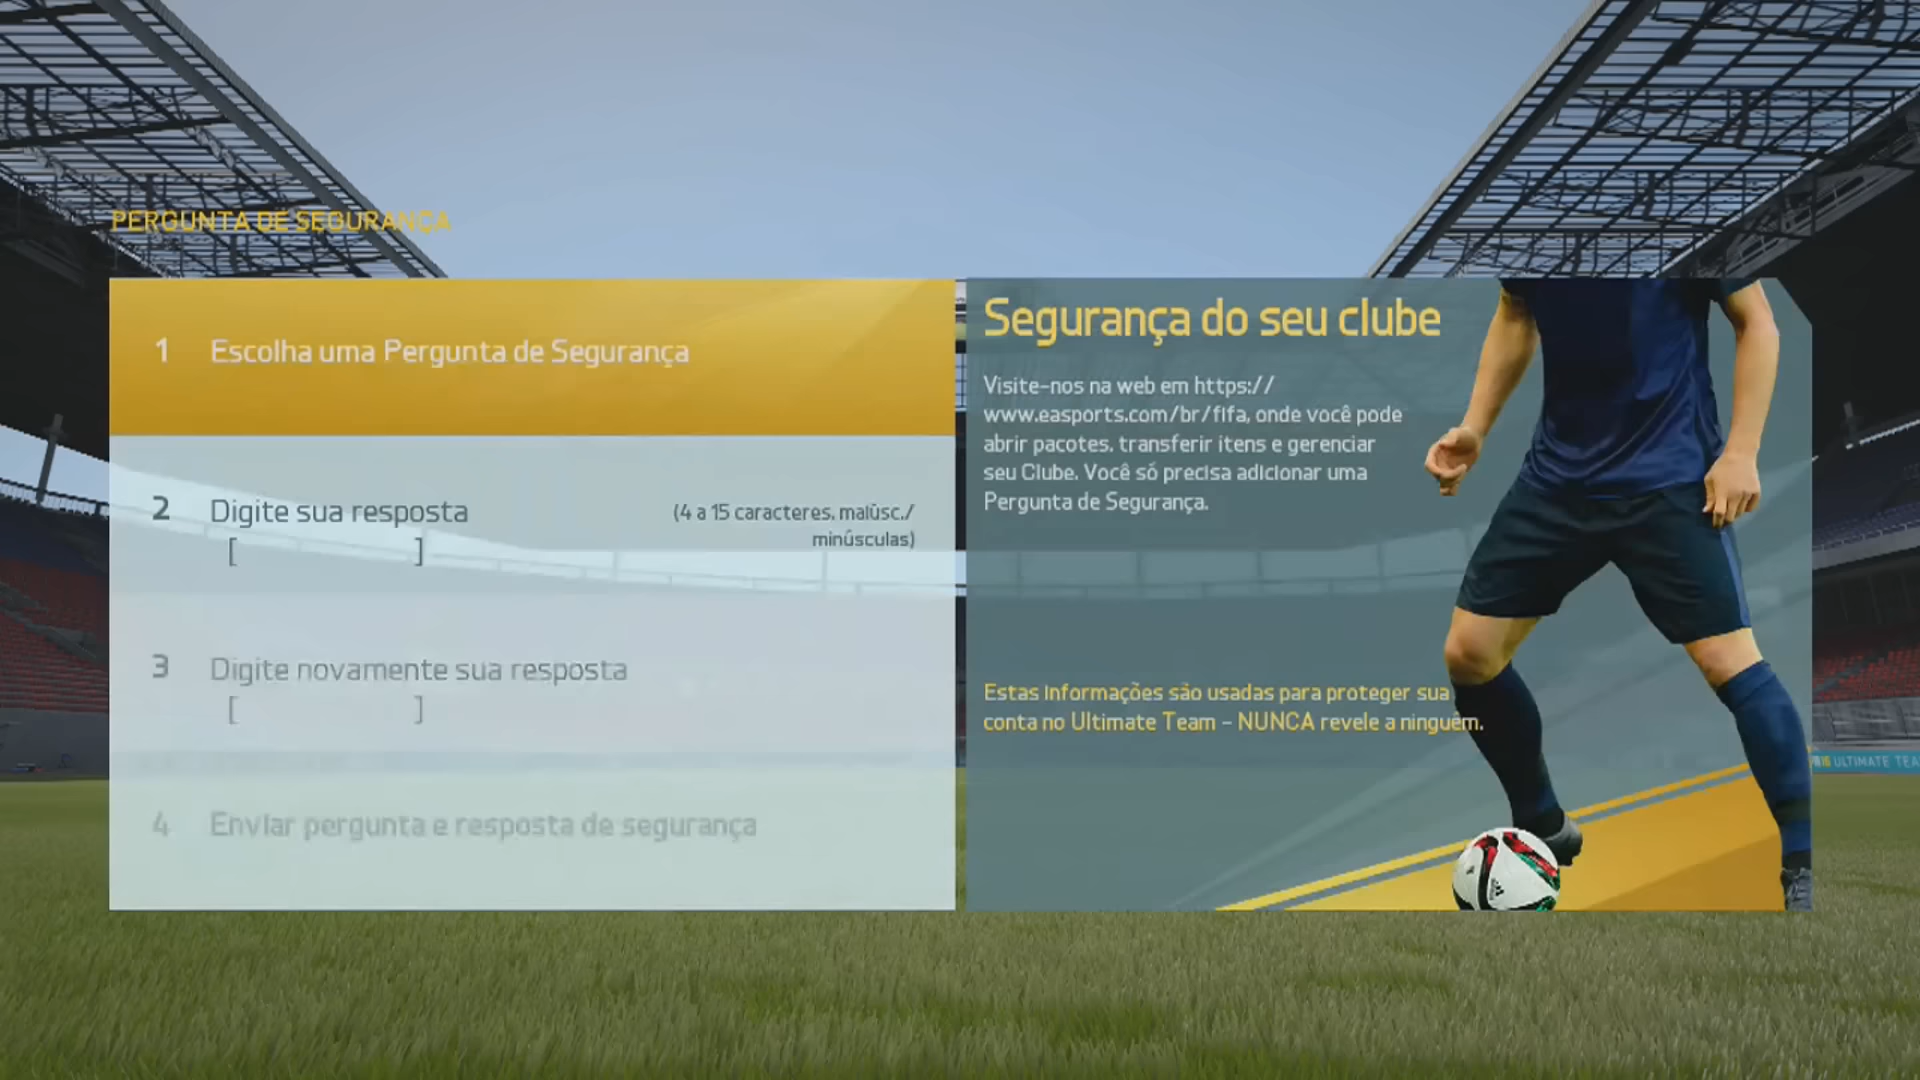 PERGUNTA DE SEGURANÇA
1 Escolha uma Pergunta de Segurança
2 Digite sua resposta
(4 a 15 caracteres, maiúsc./
minúsculas)
[ ]
3 Digite novamente sua resposta
[ ]
4 Enviar pergunta e resposta de segurança
Segurança do seu clube
Visite-nos na web em https://
www.easports.com/br/fifa, onde você pode
abrir pacotes, transferir itens e gerenciar
seu Clube. Você só precisa adicionar uma
Pergunta de Segurança.
Estas informações são usadas para proteger sua
conta no Ultimate Team - NUNCA revele a ninguém.
ULTIMATE TEA